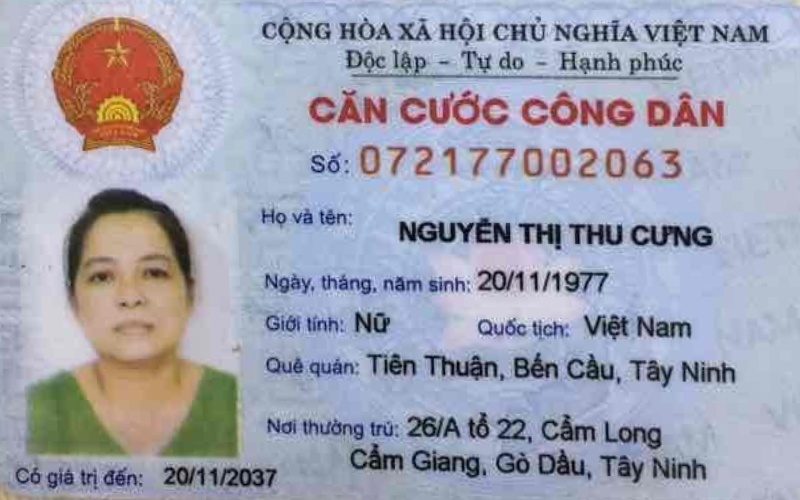 CỘNG HÒA XÃ HỘI CHỦ NGHĨA VIỆT NAM
Độc lập - Tự do - Hạnh phúc
CĂN CƯỚC CÔNG DÂN
Số: 072177002063
Họ và tên: NGUYỄN THỊ THU CƯNG
Ngày, tháng, năm sinh: 20/11/1977
Giới tính: Nữ Quốc tịch: Việt Nam
Quê quán: Tiên Thuận, Bến Cầu, Tây Ninh
Nơi thường trú: 26/A tổ 22, Cẩm Long
Cẩm Giang, Gò Dầu, Tây Ninh
Có giá trị đến: 20/11/2037